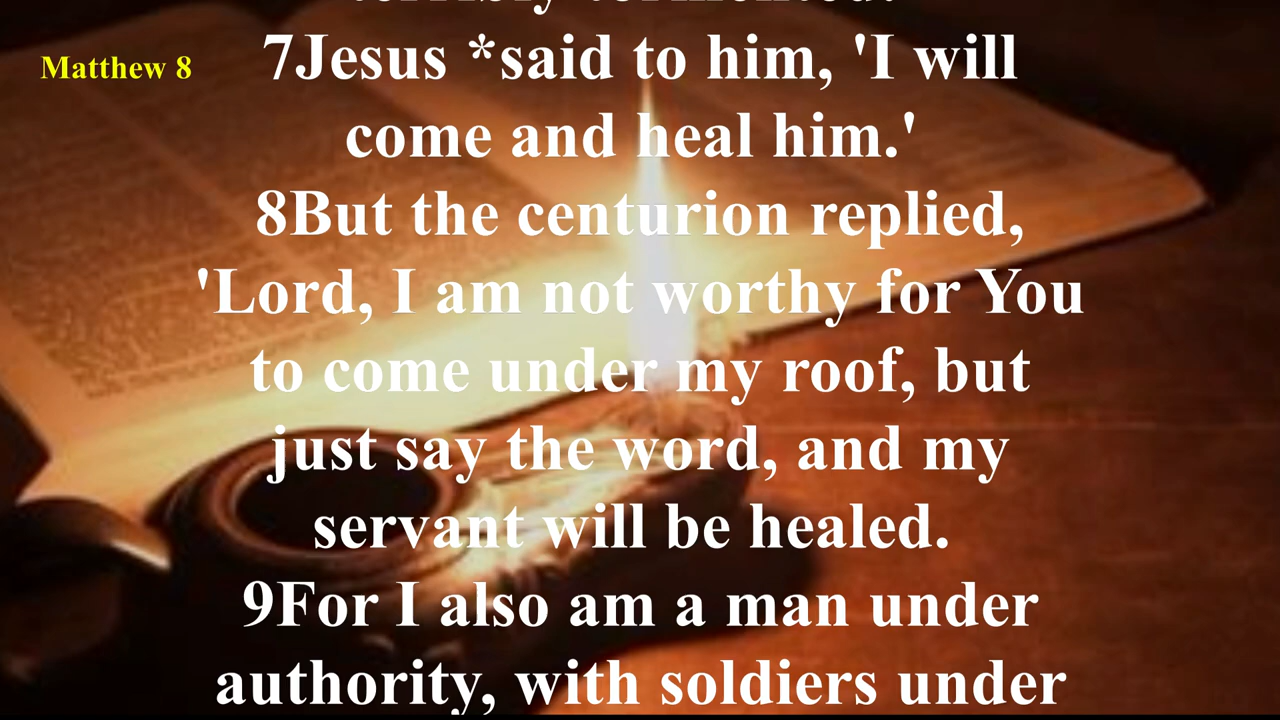 terribly tormented.'
Matthew 8
7Jesus *said to him, 'I will
come and heal him.'
8But the centurion replied,
'Lord, I am not worthy for You
to come under my roof, but
just say the word, and my
servant will be healed.
9For I also am a man under
authority, with soldiers under